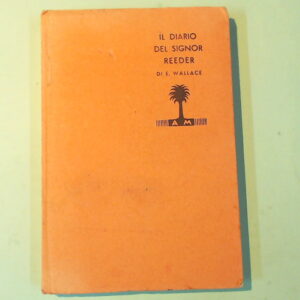 IL DIARIO
DEL SIGNOR
REEDER
DI E. WALLACE
A M